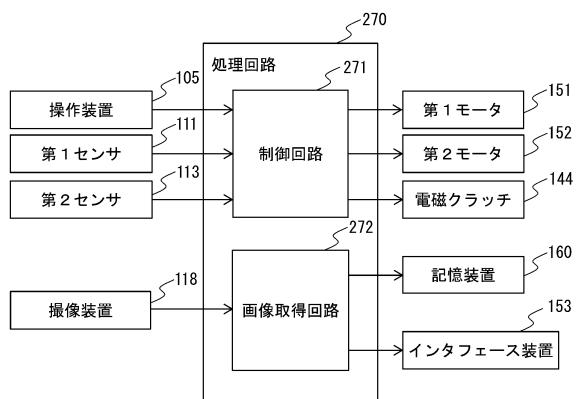 270
処理回路
271
105
操作装置
111
第１センサ
113
第２センサ
制御回路
151
第１モータ
152
第２モータ
144
電磁クラッチ
272
118
撮像装置
画像取得回路
160
記憶装置
153
インタフェース装置